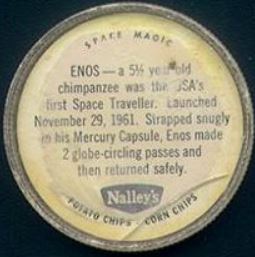 SPACE MAGIC
ENOS — a 5½ year old
chimpanzee was the USA's
first Space Traveller. Launched
November 29, 1961. Strapped snugly
in his Mercury Capsule, Enos made
2 globe-circling passes and
then returned safely.
Nalley's
POTATO CHIPS - CORN CHIPS